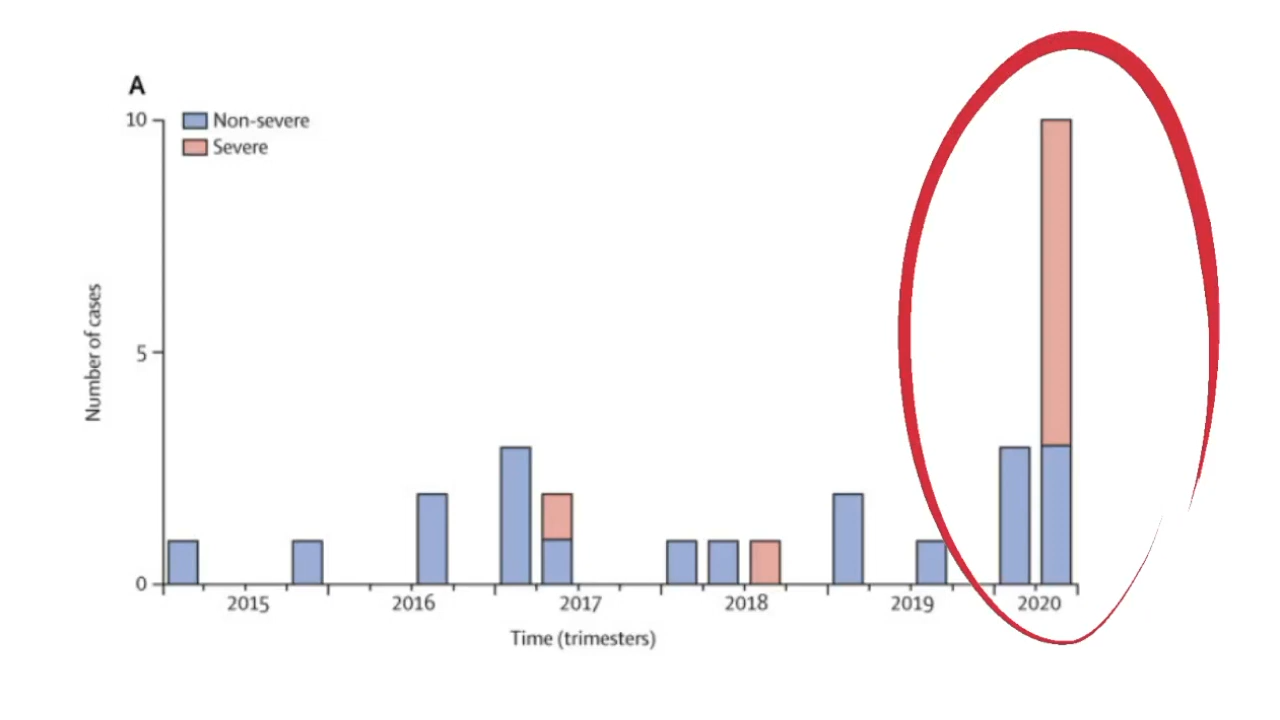 A
10
Non-severe
Severe
Number of cases
5
0
2015 2016 2017 2018 2019 2020
Time (trimesters)